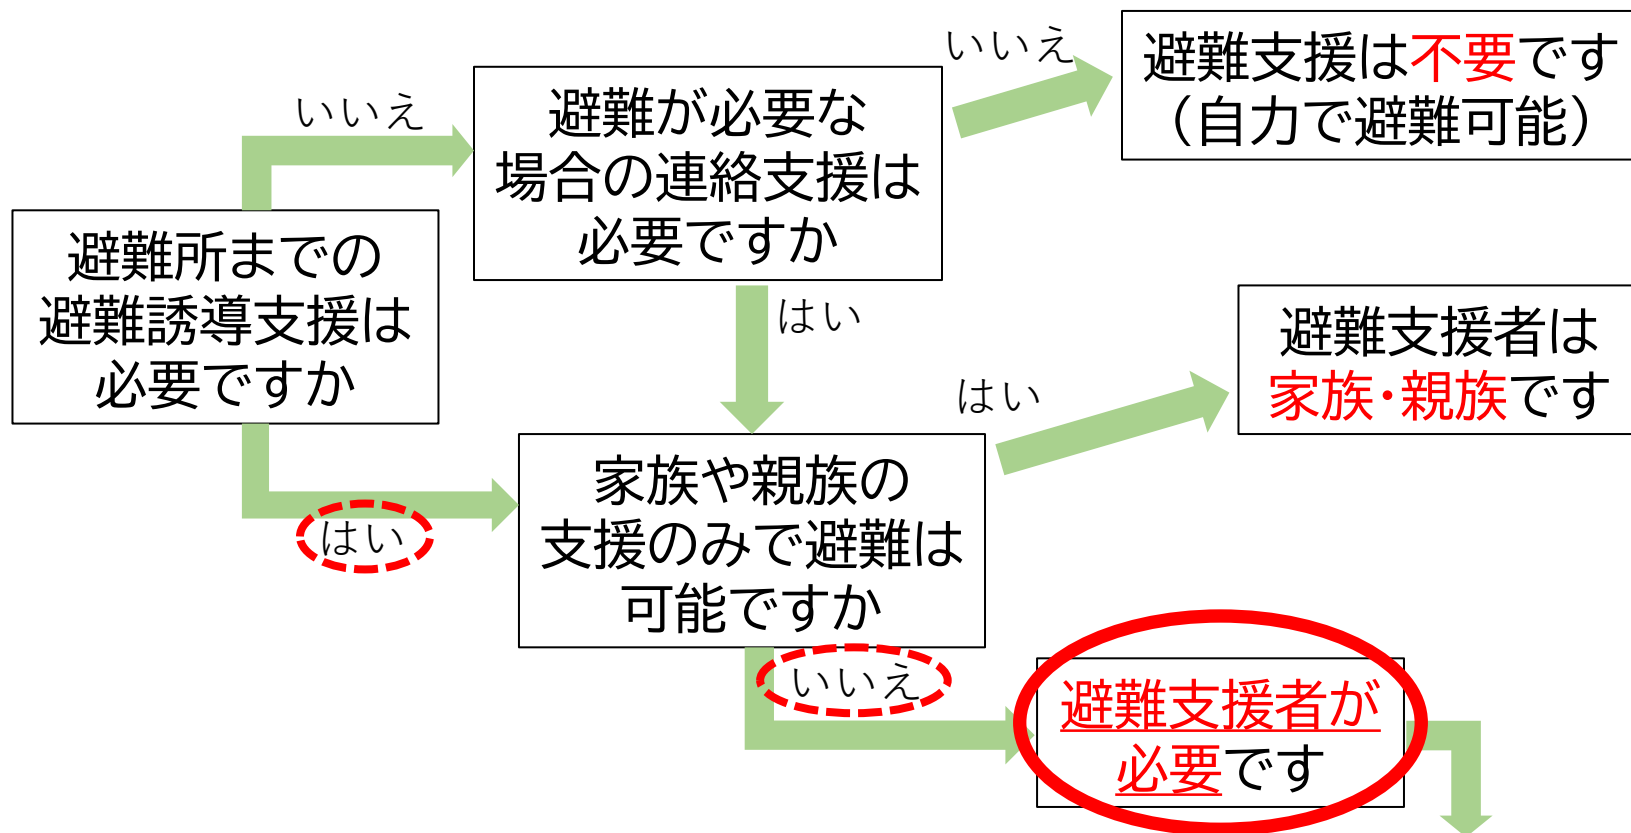 いいえ
避難支援は不要です
（自力で避難可能）
いいえ
避難が必要な
場合の連絡支援は
必要ですか
避難所までの
避難誘導支援は
必要ですか
はい
避難支援者は
家族・親族です
はい
家族や親族の
支援のみで避難は
可能ですか
はい
いいえ
避難支援者が
必要です